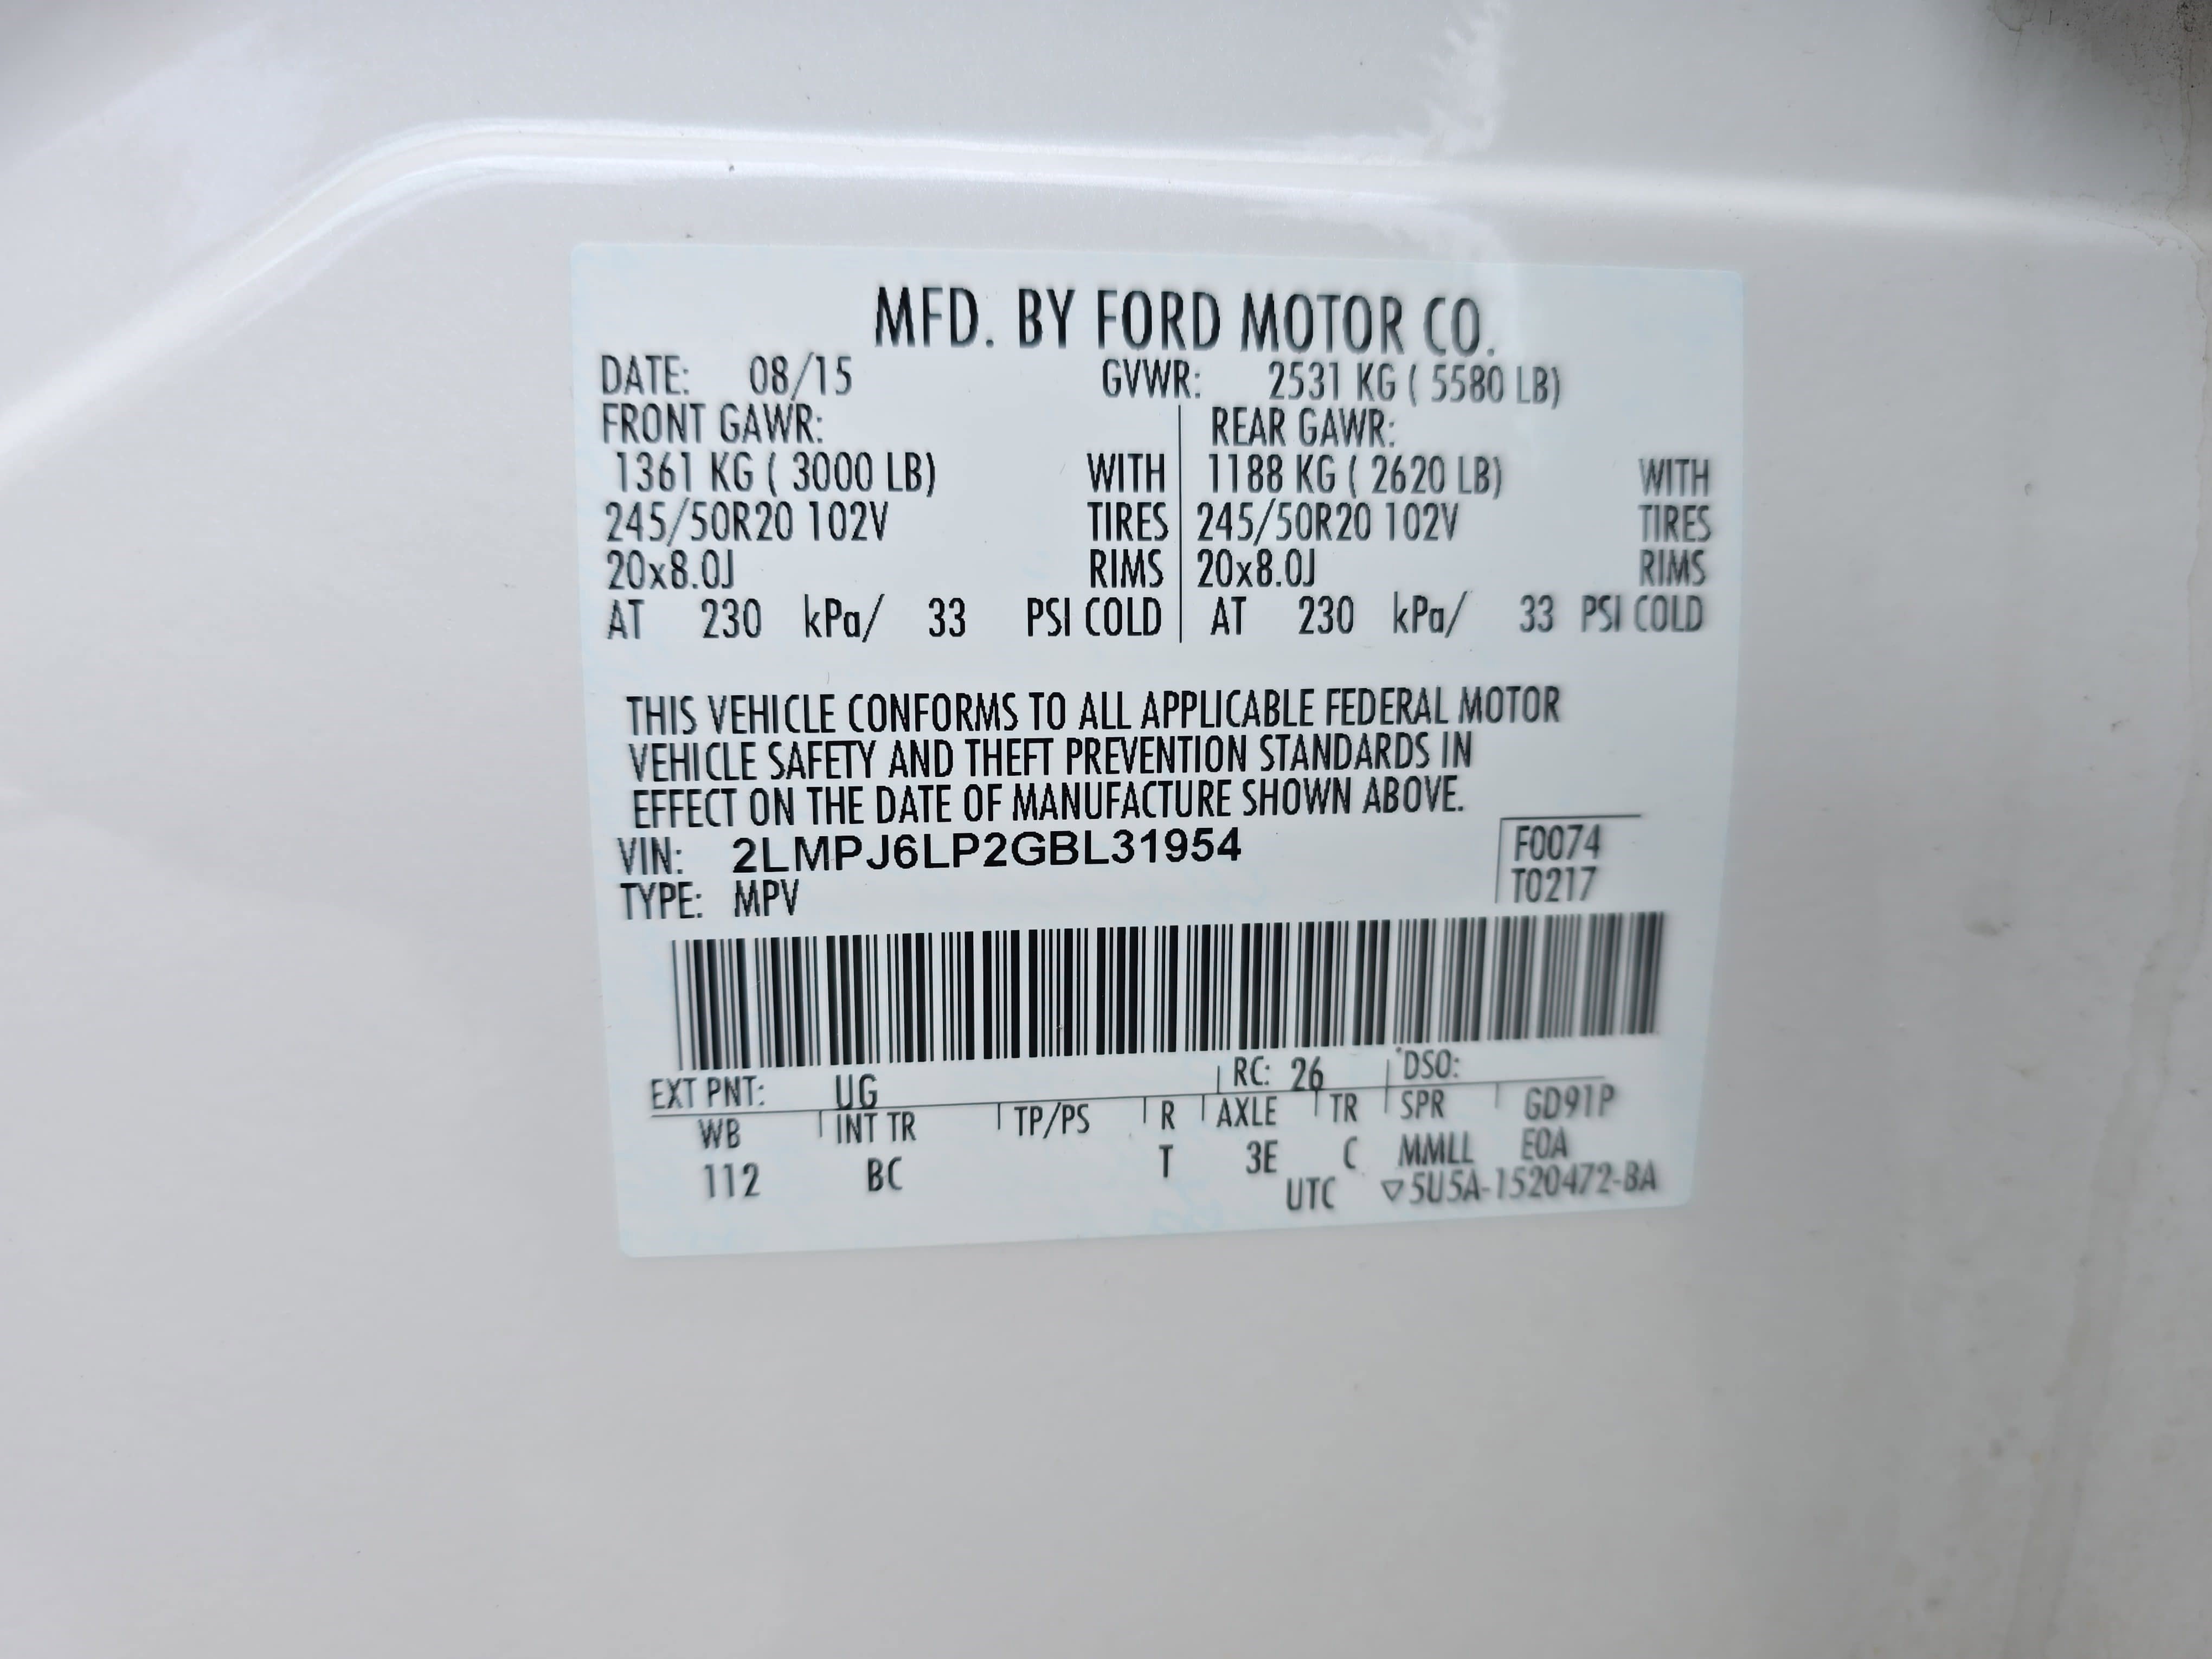 MFD. BY FORD MOTOR CO.
DATE: 08/15 GVWR: 2531 KG ( 5580 LB)
FRONT GAWR: REAR GAWR:
1361 KG ( 3000 LB) WITH 1188 KG ( 2620 LB) WITH
245/50R20 102V TIRES 245/50R20 102V TIRES
20x8.0J RIMS 20x8.0J RIMS
AT 230 kPa/ 33 PSI COLD AT 230 kPa/ 33 PSI COLD
THIS VEHICLE CONFORMS TO ALL APPLICABLE FEDERAL MOTOR
VEHICLE SAFETY AND THEFT PREVENTION STANDARDS IN
EFFECT ON THE DATE OF MANUFACTURE SHOWN ABOVE.
VIN: 2LMPJ6LP2GBL31954 F0074
TYPE: MPV T0217
EXT PNT: UG RC: 26 DSO:
WB INT TR TP/PS R AXLE TR SPR GD91P
112 BC T 3E C MMLL EOA
UTC ▽5U5A-1520472-BA